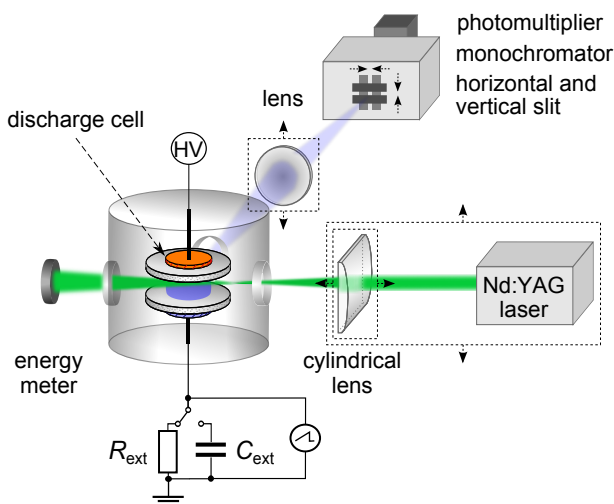 photomultiplier
monochromator
horizontal and
vertical slit
lens
discharge cell
HV
Nd:YAG
laser
energy
meter
cylindrical
lens
Rext
Cext